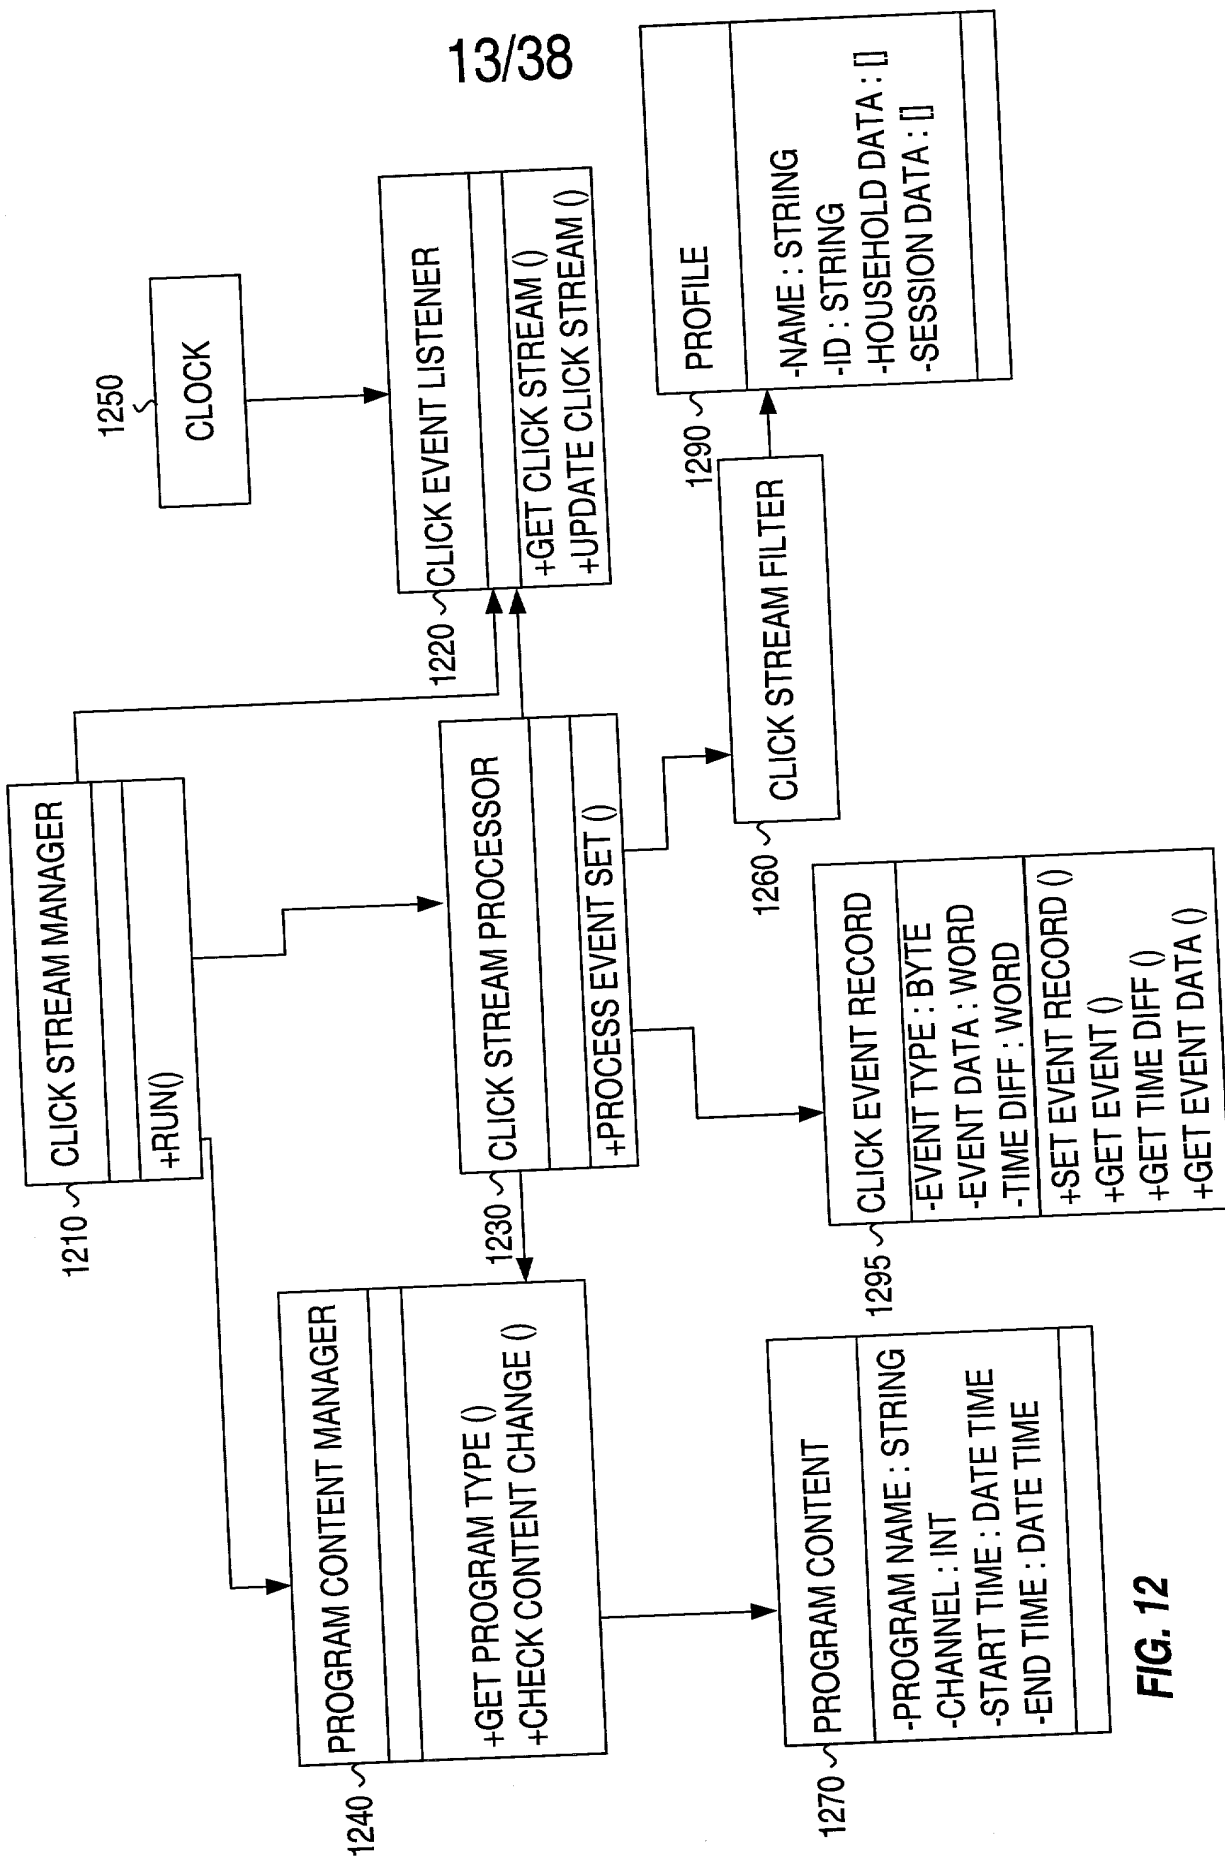 13/38
1210
CLICK STREAM MANAGER
+RUN()
1250
CLOCK
1240
PROGRAM CONTENT MANAGER
+GET PROGRAM TYPE ()
+CHECK CONTENT CHANGE ()
1230
CLICK STREAM PROCESSOR
+PROCESS EVENT SET ()
1220
CLICK EVENT LISTENER
+GET CLICK STREAM ()
+UPDATE CLICK STREAM ()
1270
PROGRAM CONTENT
-PROGRAM NAME : STRING
-CHANNEL : INT
-START TIME : DATE TIME
-END TIME : DATE TIME
1295
CLICK EVENT RECORD
-EVENT TYPE : BYTE
-EVENT DATA : WORD
-TIME DIFF : WORD
+SET EVENT RECORD ()
+GET EVENT ()
+GET TIME DIFF ()
+GET EVENT DATA ()
1260
CLICK STREAM FILTER
1290
PROFILE
-NAME : STRING
-ID : STRING
-HOUSEHOLD DATA : []
-SESSION DATA : []
FIG. 12